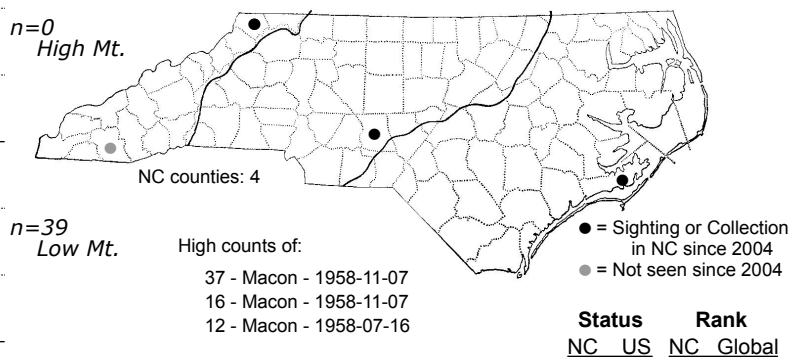 n=0
High Mt.
NC counties: 4
n=39
Low Mt.
High counts of:
37 - Macon - 1958-11-07
16 - Macon - 1958-11-07
12 - Macon - 1958-07-16
● = Sighting or Collection
in NC since 2004
● = Not seen since 2004
Status Rank
NC US NC Global